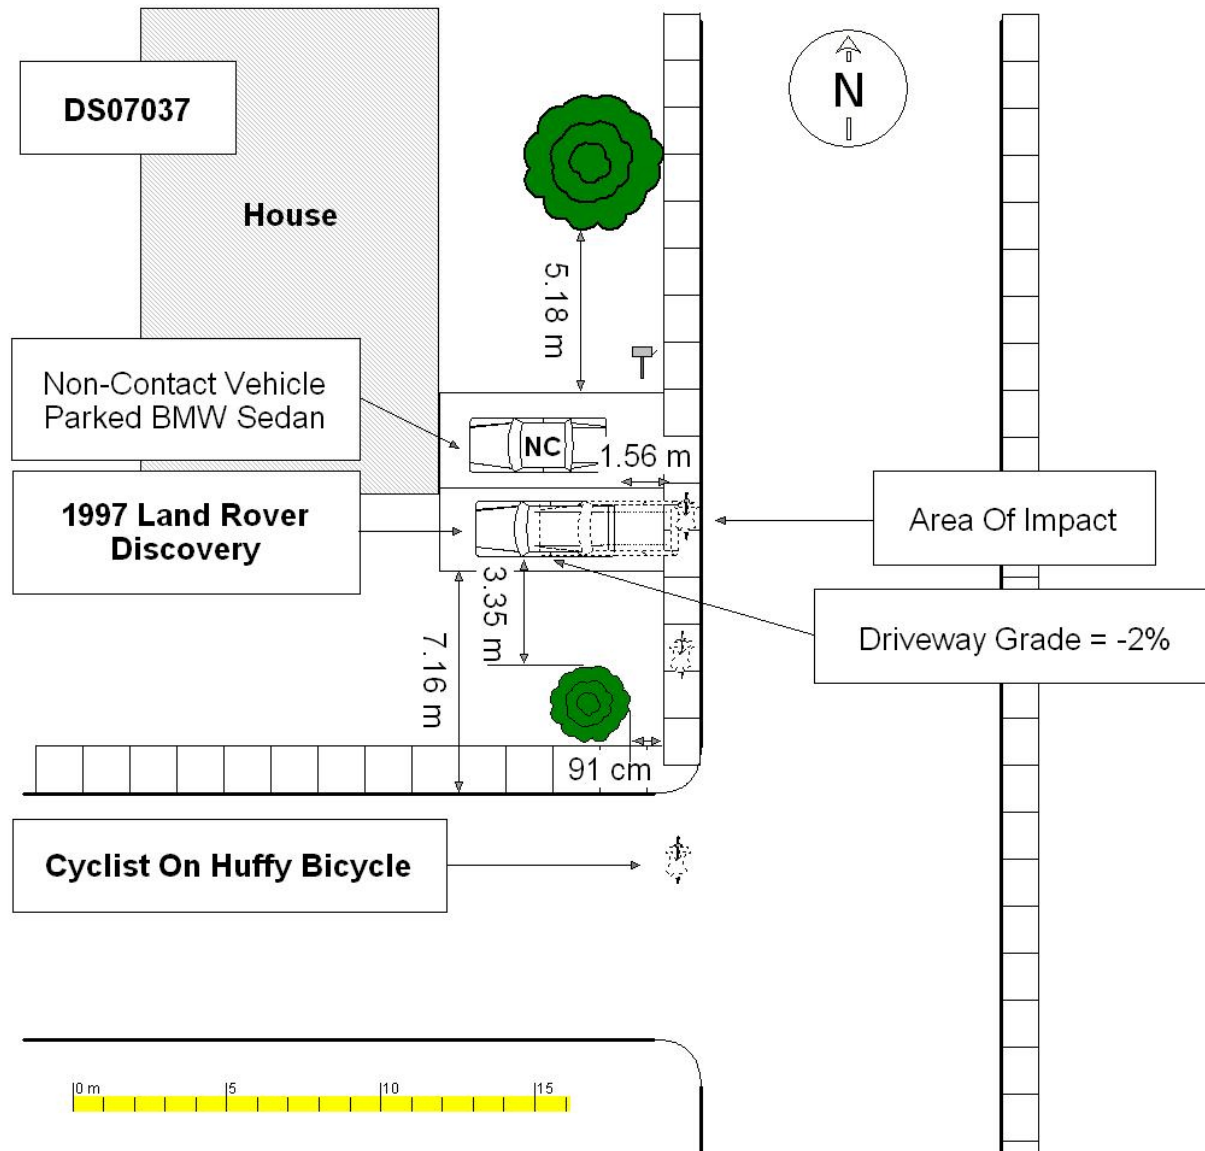 DS07037
N
House
5.18 m
Non-Contact Vehicle
Parked BMW Sedan
NC
1.56 m
1997 Land Rover
Discovery
Area Of Impact
3.35 m
7.16 m
Driveway Grade = -2%
91 cm
Cyclist On Huffy Bicycle
0 m
5
10
15